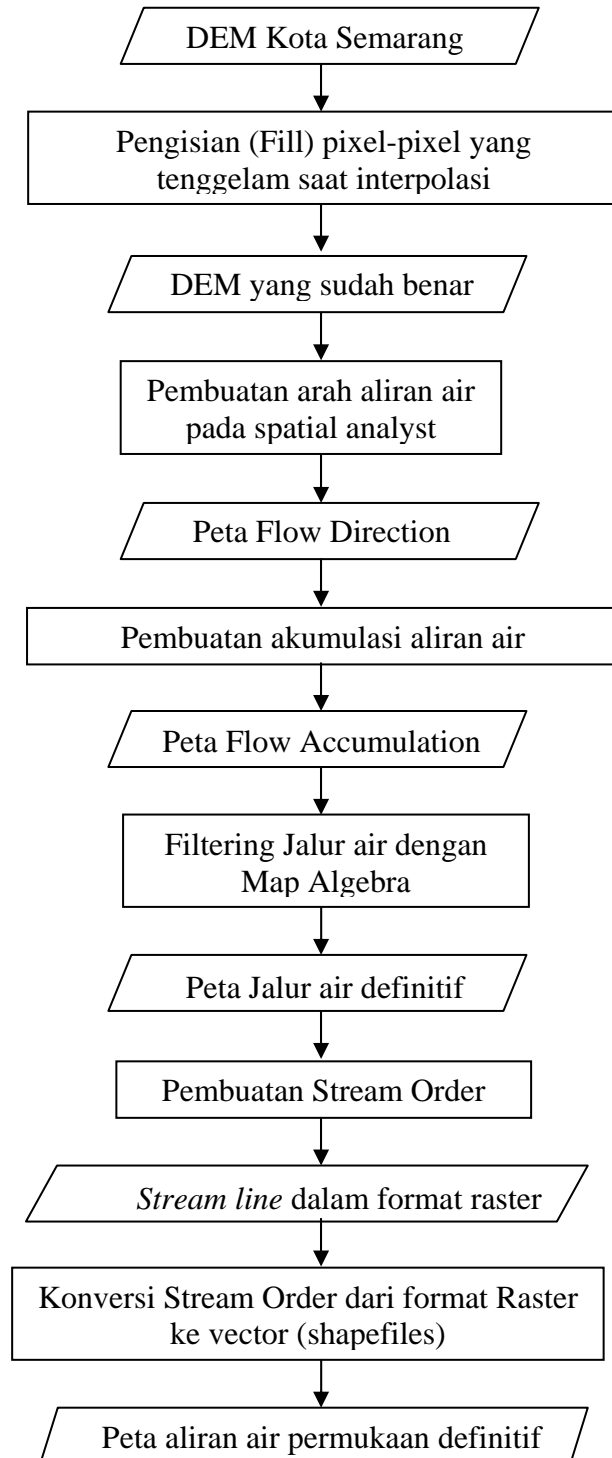 DEM Kota Semarang
Pengisian (Fill) pixel-pixel yang
tenggelam saat interpolasi
DEM yang sudah benar
Pembuatan arah aliran air
pada spatial analyst
Peta Flow Direction
Pembuatan akumulasi aliran air
Peta Flow Accumulation
Filtering Jalur air dengan
Map Algebra
Peta Jalur air definitif
Pembuatan Stream Order
Stream line dalam format raster
Konversi Stream Order dari format Raster
ke vector (shapefiles)
Peta aliran air permukaan definitif